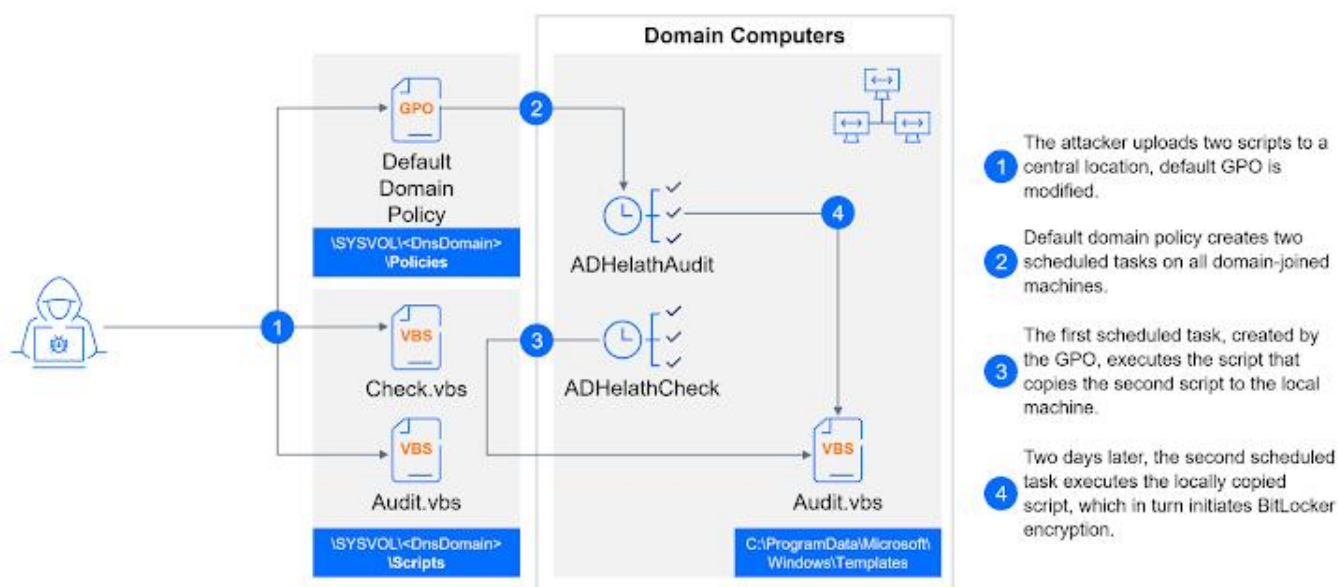 Domain Computers
GPO
2
Default
Domain
Policy
\SYSVOL\<DnsDomain>
\Policies
ADHelathAudit
4
1
VBS
Check.vbs
3
ADHelathCheck
VBS
Audit.vbs
\SYSVOL\<DnsDomain>
\Scripts
VBS
Audit.vbs
C:\ProgramData\Microsoft\
Windows\Templates
1
The attacker uploads two scripts to a
central location, default GPO is
modified.
2
Default domain policy creates two
scheduled tasks on all domain-joined
machines.
3
The first scheduled task, created by
the GPO, executes the script that
copies the second script to the local
machine.
4
Two days later, the second scheduled
task executes the locally copied
script, which in turn initiates BitLocker
encryption.